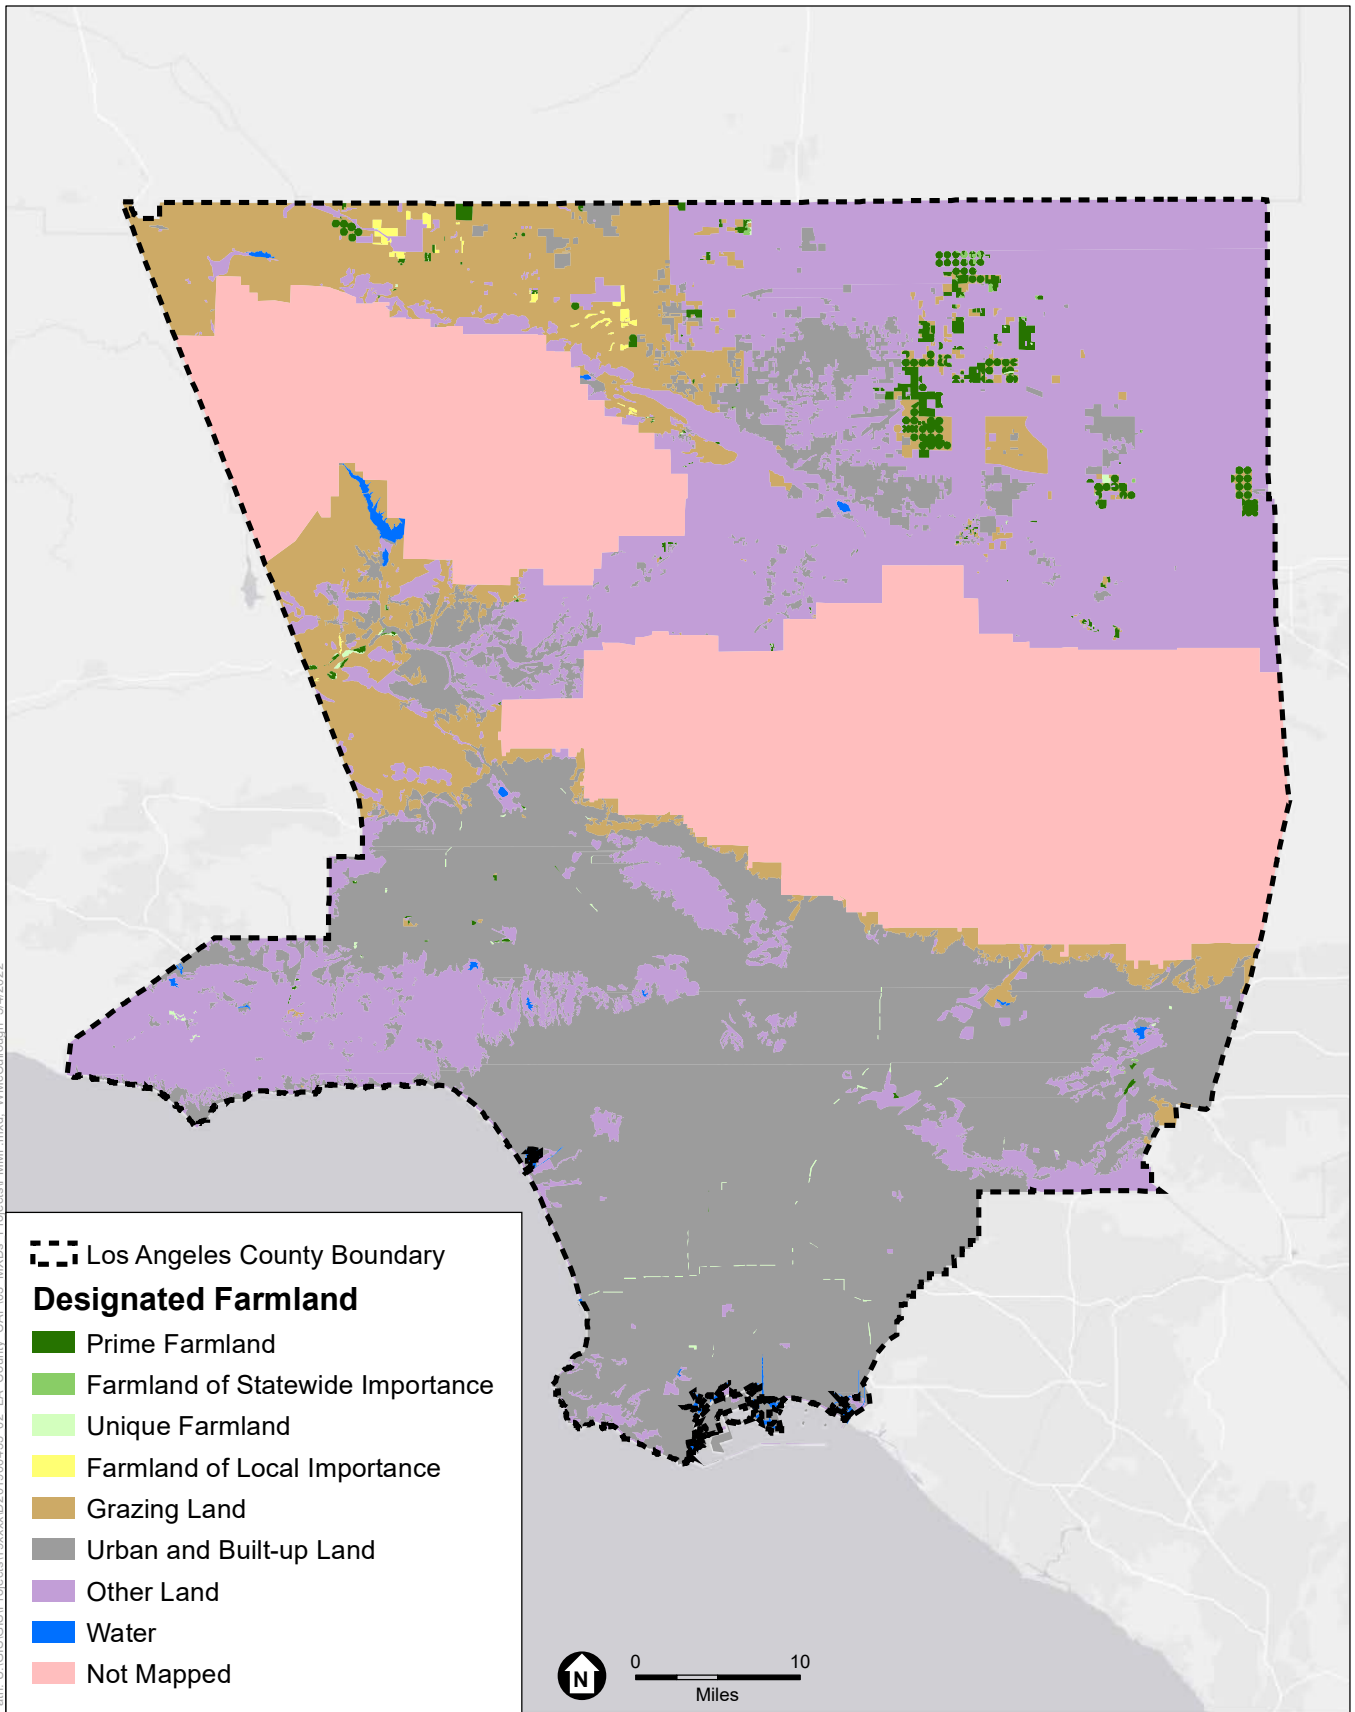 Los Angeles County Boundary
Designated Farmland
Prime Farmland
Farmland of Statewide Importance
Unique Farmland
Farmland of Local Importance
Grazing Land
Urban and Built-up Land
Other Land
Water
Not Mapped
N
0 10
Miles